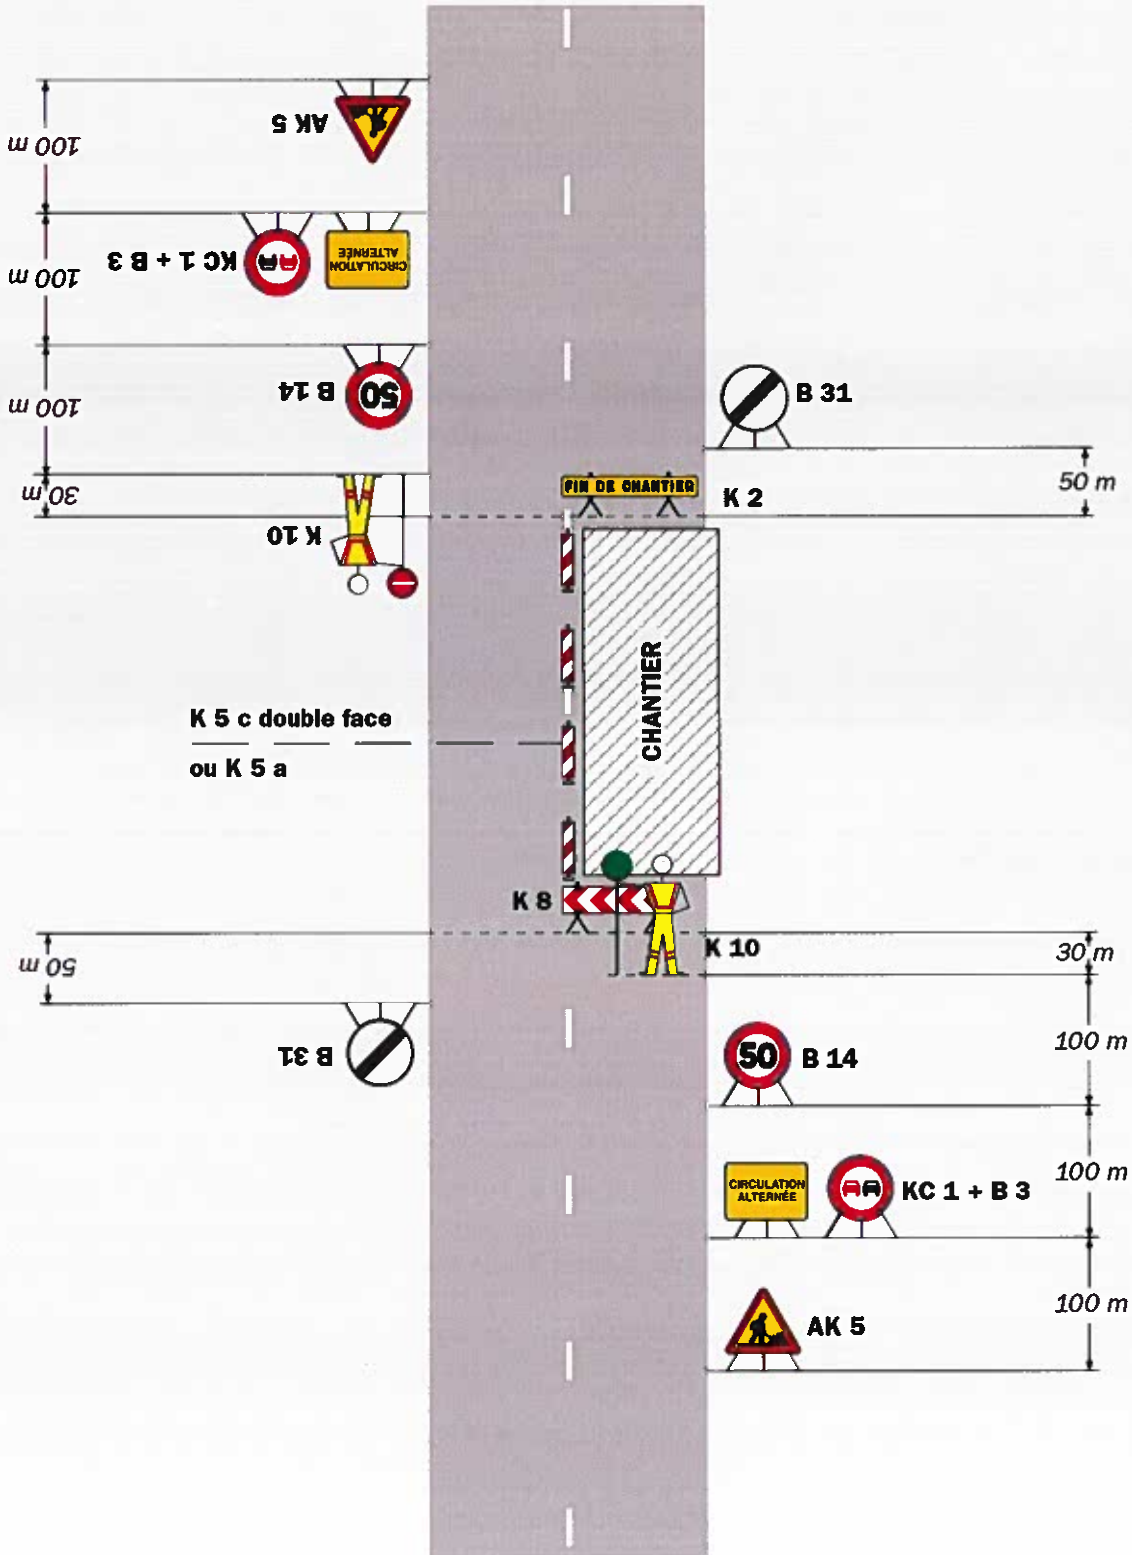 AK 5
100 m
KC 1 + B 3
CIRCULATION
ALTERNÉE
100 m
B 14
50
100 m
B 31
30 m
K 10
FIN DE CHANTIER
K 2
50 m
CHANTIER
K 5 c double face
ou K 5 a
K 8
K 10
30 m
50 m
B 31
50
B 14
100 m
CIRCULATION
ALTERNÉE
KC 1 + B 3
100 m
AK 5
100 m